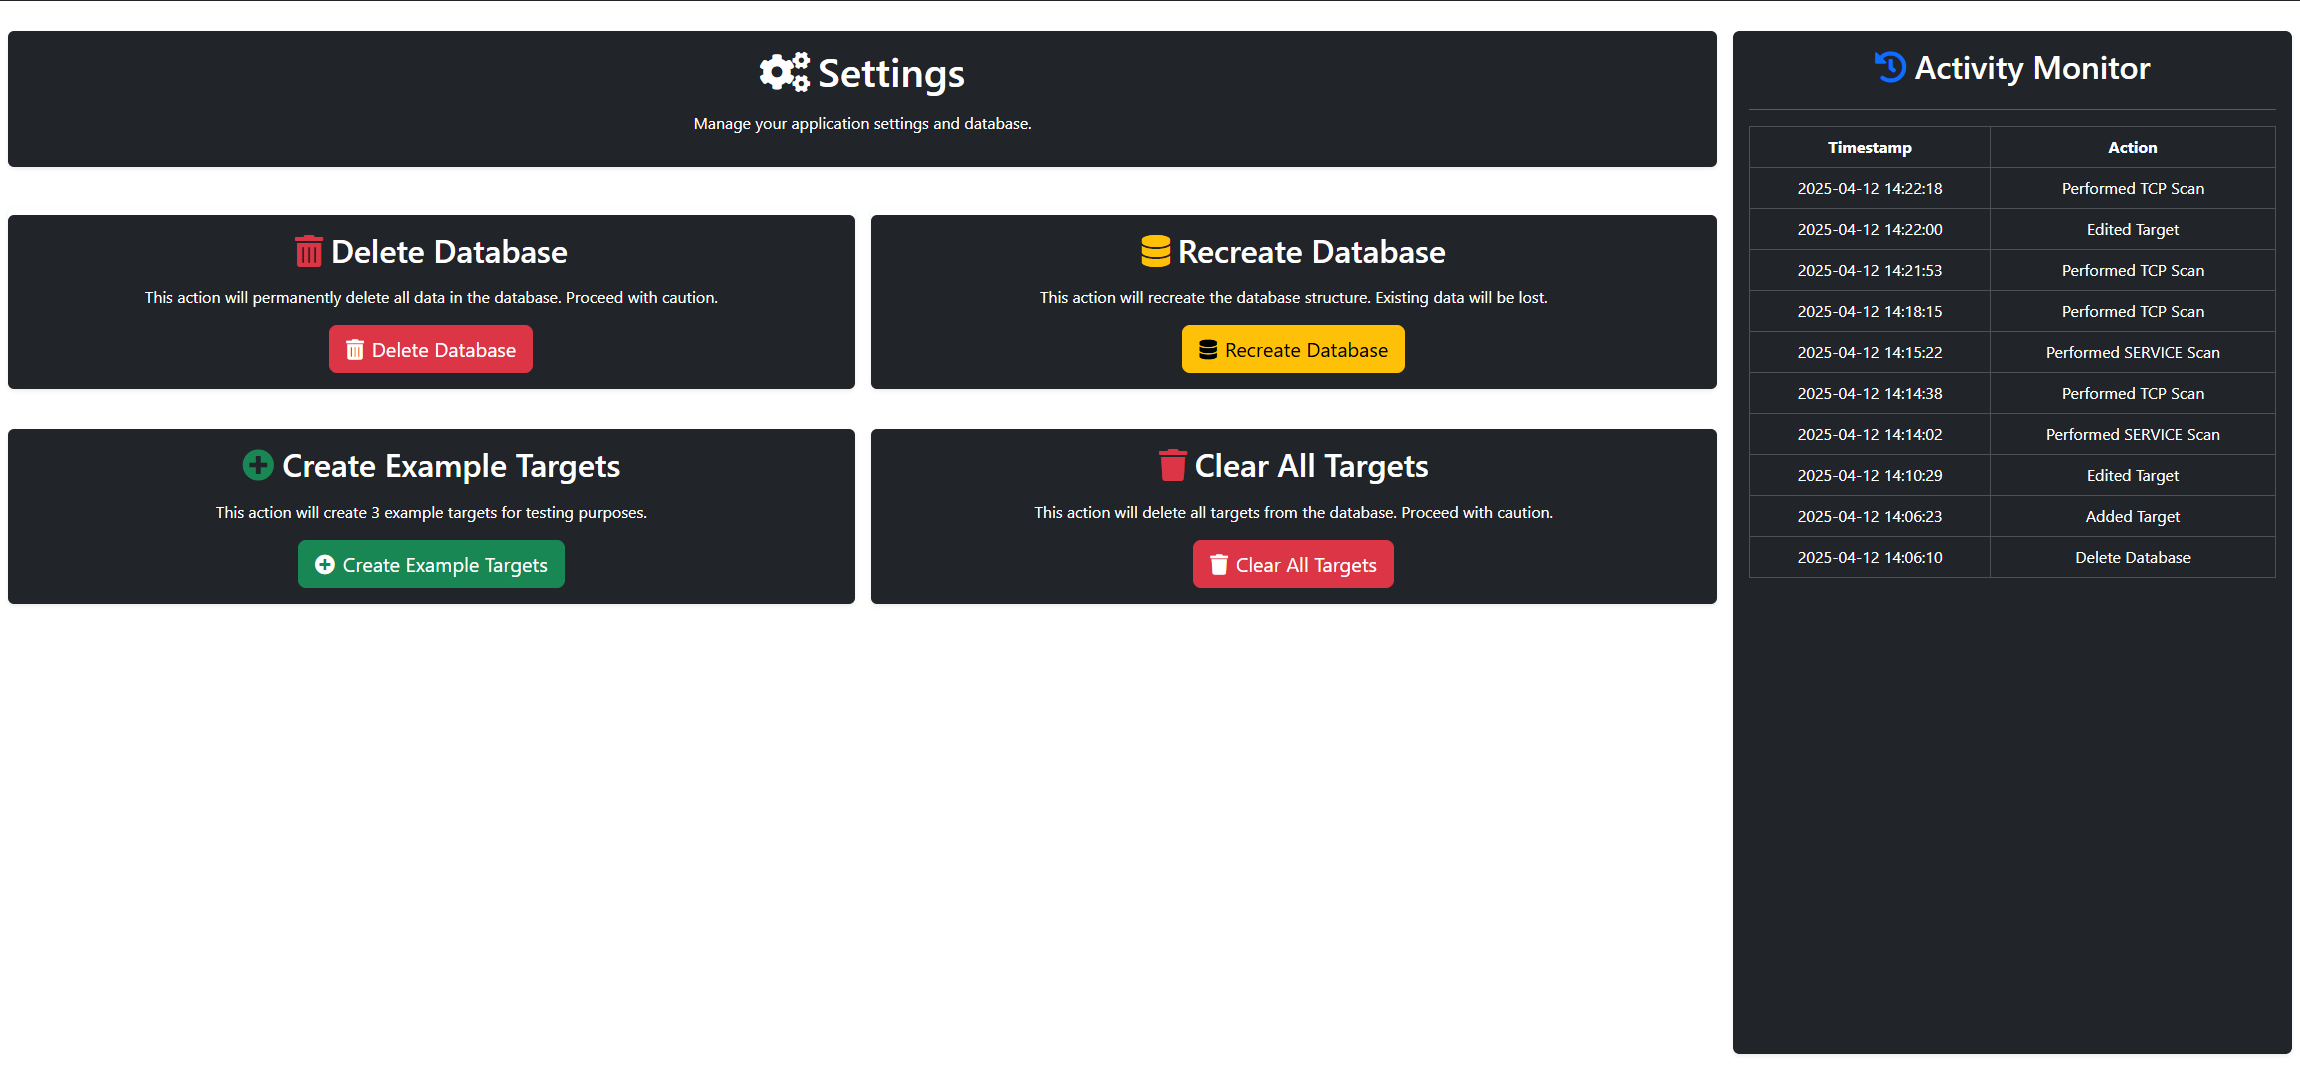 Settings
Manage your application settings and database.
Delete Database
This action will permanently delete all data in the database. Proceed with caution.
Delete Database
Recreate Database
This action will recreate the database structure. Existing data will be lost.
Recreate Database
Create Example Targets
This action will create 3 example targets for testing purposes.
Create Example Targets
Clear All Targets
This action will delete all targets from the database. Proceed with caution.
Clear All Targets
Activity Monitor
Timestamp Action
2025-04-12 14:22:18 Performed TCP Scan
2025-04-12 14:22:00 Edited Target
2025-04-12 14:21:53 Performed TCP Scan
2025-04-12 14:18:15 Performed TCP Scan
2025-04-12 14:15:22 Performed SERVICE Scan
2025-04-12 14:14:38 Performed TCP Scan
2025-04-12 14:14:02 Performed SERVICE Scan
2025-04-12 14:10:29 Edited Target
2025-04-12 14:06:23 Added Target
2025-04-12 14:06:10 Delete Database